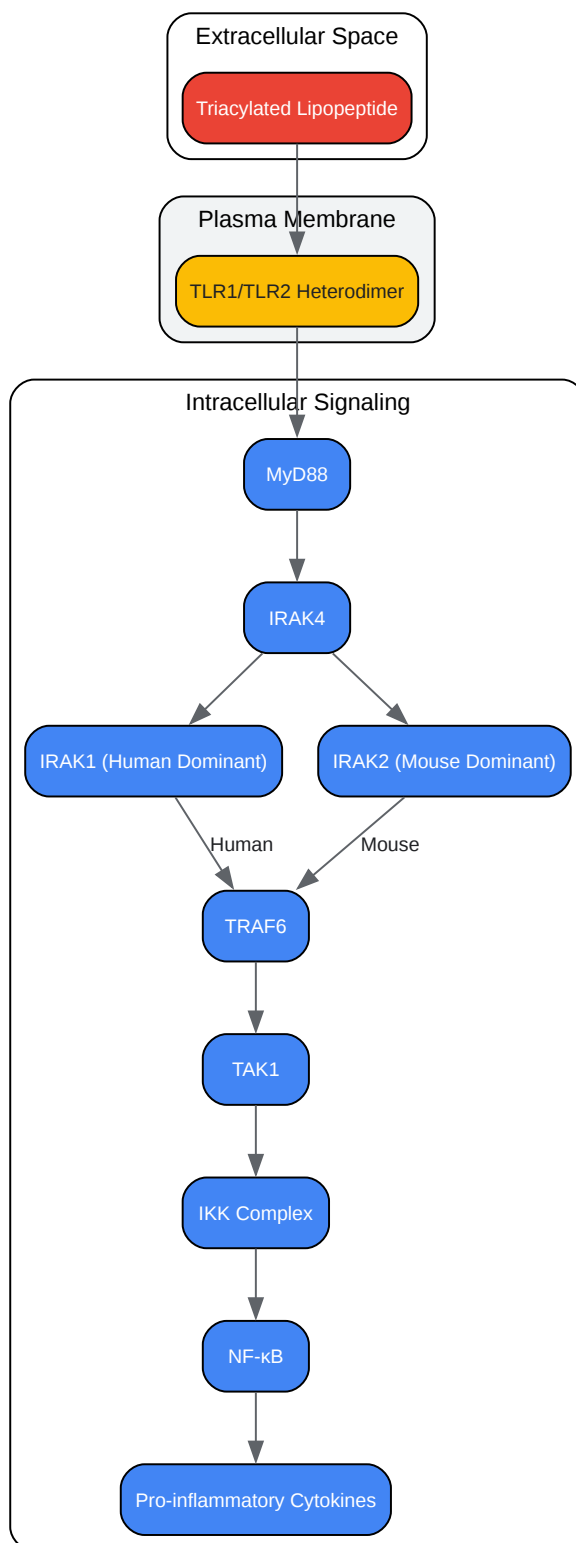 Extracellular Space
Triacylated Lipopeptide
Plasma Membrane
TLR1/TLR2 Heterodimer
Intracellular Signaling
MyD88
IRAK4
IRAK1 (Human Dominant)
IRAK2 (Mouse Dominant)
Human
Mouse
TRAF6
TAK1
IKK Complex
NF-κB
Pro-inflammatory Cytokines